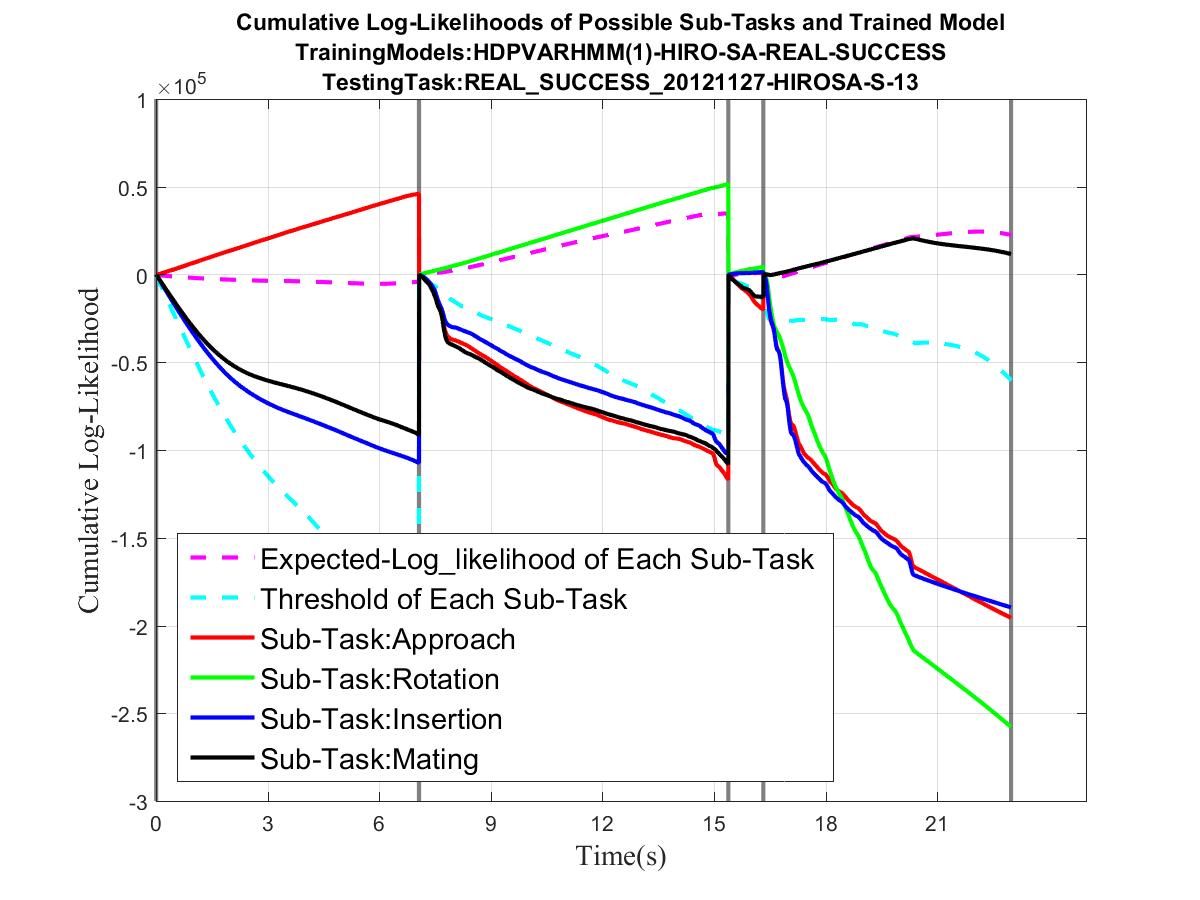 Cumulative Log-Likelihoods of Possible Sub-Tasks and Trained Model
TrainingModels:HDPVARHMM(1)-HIRO-SA-REAL-SUCCESS
TestingTask:REAL_SUCCESS_20121127-HIROSA-S-13
×10^5
1
0.5
0
-0.5
-1
-1.5
-2
-2.5
-3
Cumulative Log-Likelihood
Expected-Log_likelihood of Each Sub-Task
Threshold of Each Sub-Task
Sub-Task:Approach
Sub-Task:Rotation
Sub-Task:Insertion
Sub-Task:Mating
0 3 6 9 12 15 18 21
Time(s)